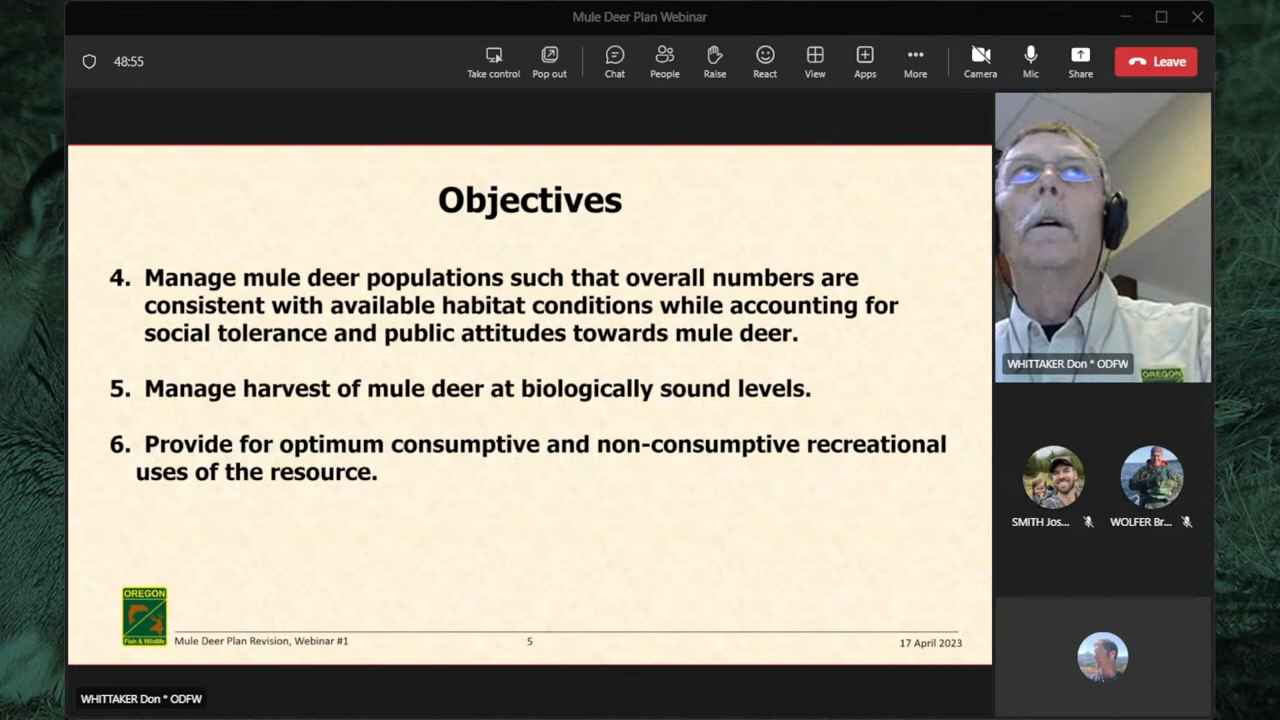 Mule Deer Plan Webinar
48:55
Take control
Pop out
Chat
People
Raise
React
View
Apps
More
Camera
Mic
Share
Leave
Objectives
4. Manage mule deer populations such that overall numbers are
consistent with available habitat conditions while accounting for
social tolerance and public attitudes towards mule deer.
5. Manage harvest of mule deer at biologically sound levels.
6. Provide for optimum consumptive and non-consumptive recreational
uses of the resource.
OREGON
Fish & Wildlife
Mule Deer Plan Revision, Webinar #1
5
17 April 2023
WHITTAKER Don * ODFW
OREGON
WHITTAKER Don * ODFW
SMITH Jos...
WOLFER Br...